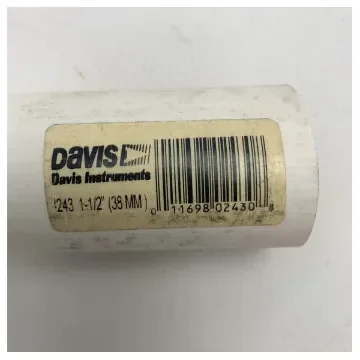 DAVIS
Davis Instruments
1243 1-1/2" (38 MM)
0 11698 02430 8